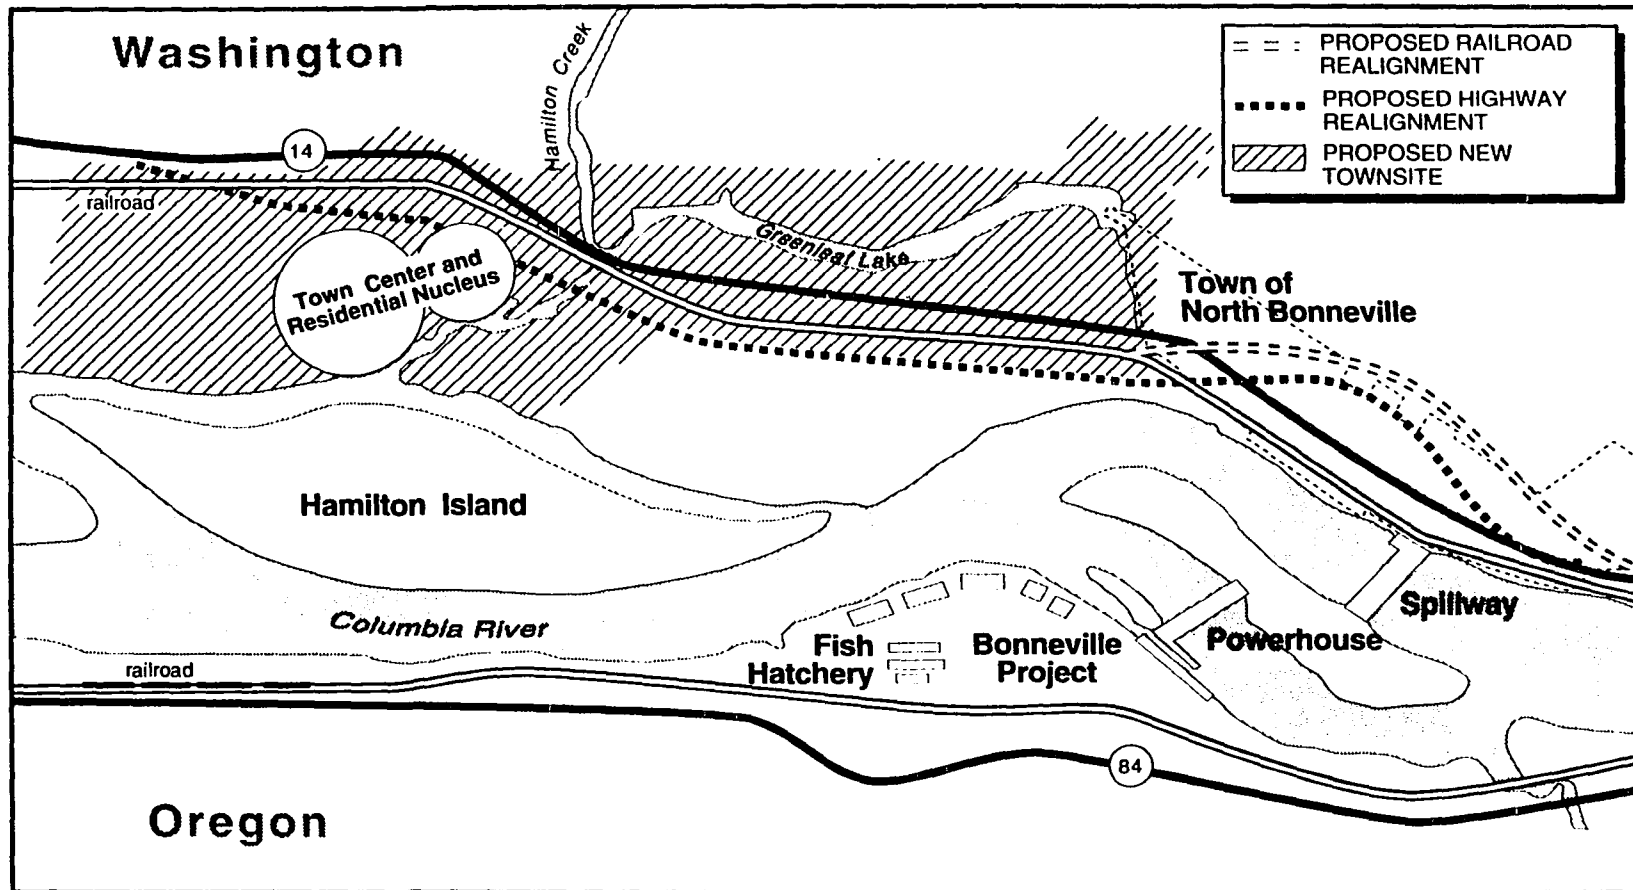 Washington
Hamilton Creek
PROPOSED RAILROAD
REALIGNMENT
PROPOSED HIGHWAY
REALIGNMENT
PROPOSED NEW
TOWNSITE
14
railroad
Greenleaf Lake
Town Center and
Residential Nucleus
Town of
North Bonneville
Hamilton Island
Columbia River
Spillway
Powerhouse
Fish
Hatchery
Bonneville
Project
railroad
84
Oregon